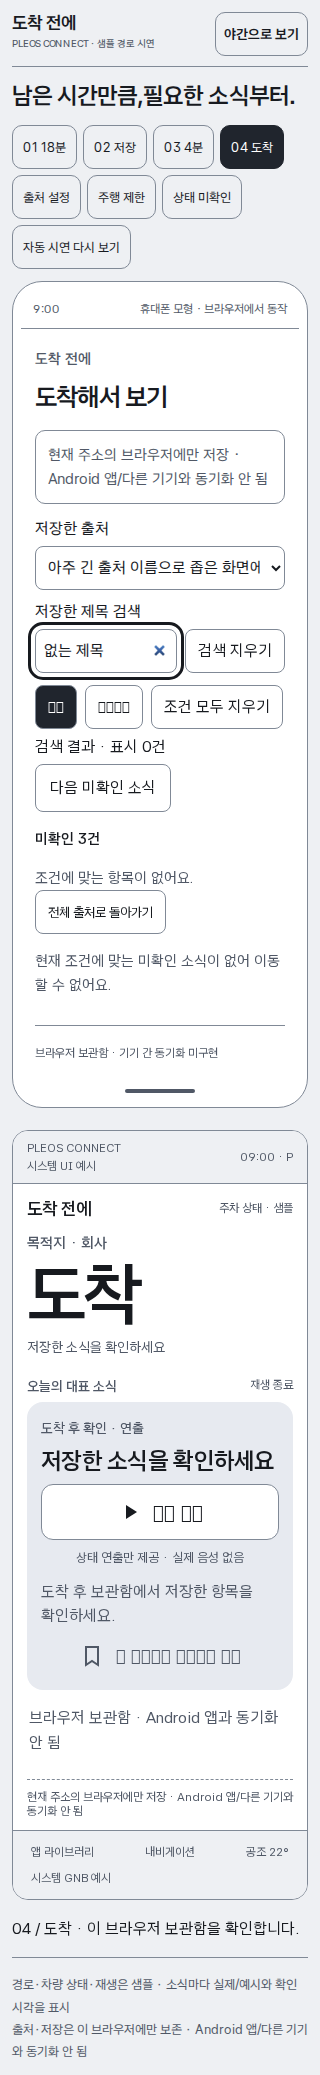 도착 전에
PLEOS CONNECT · 샘플 경로 시연
야간으로 보기
남은 시간만큼,필요한 소식부터.
01 18분
02 저장
03 4분
04 도착
출처 설정
주행 제한
상태 미확인
자동 시연 다시 보기
9:00
휴대폰 모형 · 브라우저에서 동작
도착 전에
도착해서 보기
현재 주소의 브라우저에만 저장 ·
Android 앱/다른 기기와 동기화 안 됨
저장한 출처
아주 긴 출처 이름으로 좁은 화면에
저장한 제목 검색
없는 제목
검색 지우기
조건 모두 지우기
검색 결과 · 표시 0건
다음 미확인 소식
미확인 3건
조건에 맞는 항목이 없어요.
전체 출처로 돌아가기
현재 조건에 맞는 미확인 소식이 없어 이동
할 수 없어요.
브라우저 보관함 · 기기 간 동기화 미구현
PLEOS CONNECT
시스템 UI 예시
09:00 · P
도착 전에
주차 상태 · 샘플
목적지 · 회사
도착
저장한 소식을 확인하세요
오늘의 대표 소식
재생 종료
도착 후 확인 · 연출
저장한 소식을 확인하세요
상태 연출만 제공 · 실제 음성 없음
도착 후 보관함에서 저장한 항목을
확인하세요.
브라우저 보관함 · Android 앱과 동기화
안 됨
현재 주소의 브라우저에만 저장 · Android 앱/다른 기기와
동기화 안 됨
앱 라이브러리
내비게이션
공조 22°
시스템 GNB 예시
04 / 도착 · 이 브라우저 보관함을 확인합니다.
경로·차량 상태·재생은 샘플 · 소식마다 실제/예시와 확인
시각을 표시
출처·저장은 이 브라우저에만 보존 · Android 앱/다른 기기
와 동기화 안 됨